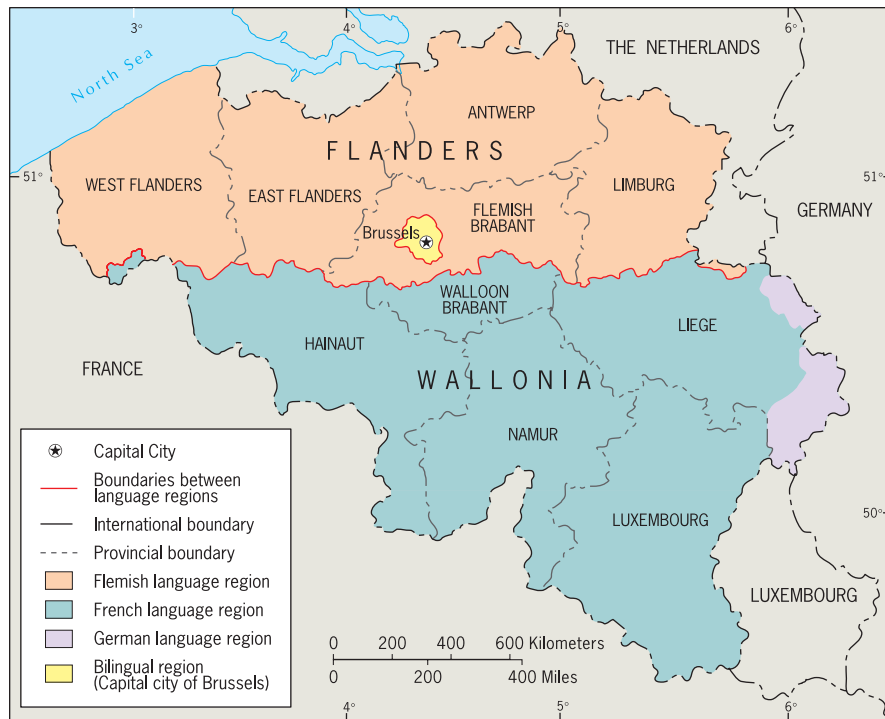 3°
4°
5°
6°
North Sea
THE NETHERLANDS
ANTWERP
FLANDERS
51°
WEST FLANDERS
EAST FLANDERS
LIMBURG
51°
GERMANY
FLEMISH
BRABANT
Brussels
WALLOON
BRABANT
HAINAUT
LIEGE
FRANCE
WALLONIA
NAMUR
Capital City
Boundaries between
language regions
International boundary
Provincial boundary
Flemish language region
French language region
German language region
Bilingual region
(Capital city of Brussels)
LUXEMBOURG
50°
LUXEMBOURG
0 200 400 600 Kilometers
0 200 400 Miles
4°
5°
6°